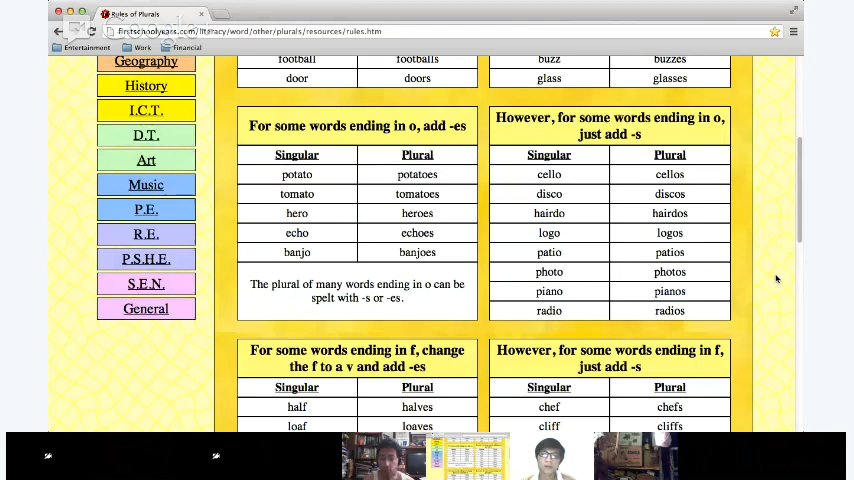 Rules of Plurals
Google
firstschoolyears.com/literacy/word/other/plurals/resources/rules.htm
Entertainment Work Financial
Geography
History
I.C.T.
D.T.
Art
Music
P.E.
R.E.
P.S.H.E.
S.E.N.
General
football footballs
door doors
buzz buzzes
glass glasses
For some words ending in o, add -es
Singular Plural
potato potatoes
tomato tomatoes
hero heroes
echo echoes
banjo banjoes
The plural of many words ending in o can be
spelt with -s or -es.
However, for some words ending in o,
just add -s
Singular Plural
cello cellos
disco discos
hairdo hairdos
logo logos
patio patios
photo photos
piano pianos
radio radios
For some words ending in f, change
the f to a v and add -es
Singular Plural
half halves
loaf loaves
However, for some words ending in f,
just add -s
Singular Plural
chef chefs
cliff cliffs